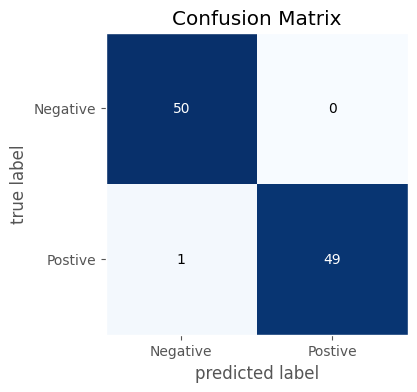 Confusion Matrix
Negative
50
0
true label
Postive
1
49
Negative
Postive
predicted label